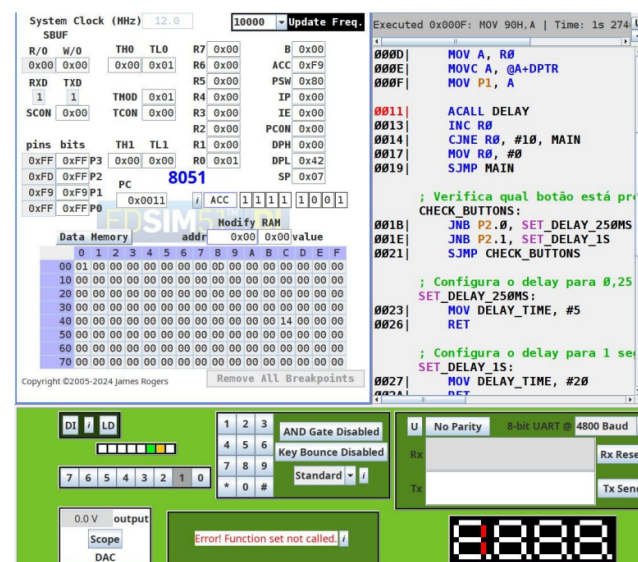 System Clock (MHz) 12.0 10000 Update Freq.
SBUF
R/O W/O TH0 TL0 R7 0x00 B 0x00
0x00 0x00 0x00 0x01 R6 0x00 ACC 0xF9
RXD TXD R5 0x00 PSW 0x80
1 1 TMOD 0x01 R4 0x00 IP 0x00
SCON 0x00 TCON 0x00 R3 0x00 IE 0x00
R2 0x00 PCON 0x00
pins bits TH1 TL1 R1 0x00 DPH 0x00
0xFF 0xFF P3 0x00 0x00 R0 0x01 DPL 0x42
0xFD 0xFF P2 8051 SP 0x07
0xF9 0xF9 P1 PC
0xFF 0xFF P0 0x0011 i ACC 1 1 1 1 1 0 0 1
EDSIM51 DI
Modify RAM
Data Memory addr 0x00 0x00 value
0 1 2 3 4 5 6 7 8 9 A B C D E F
00 01 00 00 00 00 00 00 00 0D 00 00 00 00 00 00 00
10 00 00 00 00 00 00 00 00 00 00 00 00 00 00 00 00
20 00 00 00 00 00 00 00 00 00 00 00 00 00 00 00 00
30 00 00 00 00 00 00 00 00 00 00 00 00 00 00 00 00
40 00 00 00 00 00 00 00 00 00 00 00 00 14 00 00 00
50 00 00 00 00 00 00 00 00 00 00 00 00 00 00 00 00
60 00 00 00 00 00 00 00 00 00 00 00 00 00 00 00 00
70 00 00 00 00 00 00 00 00 00 00 00 00 00 00 00 00
Copyright ©2005-2024 James Rogers Remove All Breakpoints
Executed 0x000F: MOV 90H,A | Time: 1s 274
000D| MOV A, R0
000E| MOVC A, @A+DPTR
000F| MOV P1, A
0011| ACALL DELAY
0013| INC R0
0014| CJNE R0, #10, MAIN
0017| MOV R0, #0
0019| SJMP MAIN
; Verifica qual botão está pre
CHECK_BUTTONS:
001B| JNB P2.0, SET_DELAY_250MS
001E| JNB P2.1, SET_DELAY_1S
0021| SJMP CHECK_BUTTONS
; Configura o delay para 0,25
SET_DELAY_250MS:
0023| MOV DELAY_TIME, #5
0026| RET
; Configura o delay para 1 seg
SET_DELAY_1S:
0027| MOV DELAY_TIME, #20
002A| RET
DI i LD
7 6 5 4 3 2 1 0
1 2 3
4 5 6
7 8 9
* 0 #
AND Gate Disabled
Key Bounce Disabled
Standard i
U No Parity 8-bit UART @ 4800 Baud
Rx Rx Rese
Tx Tx Send
0.0 V output
Scope
DAC
Error! Function set not called. i